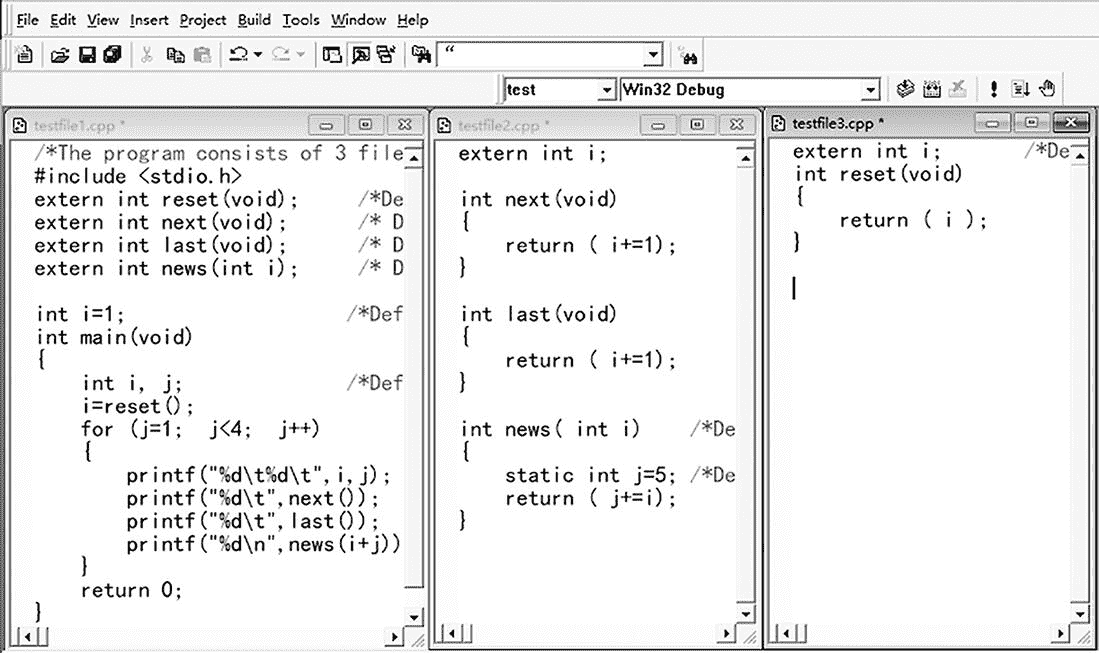 File Edit View Insert Project Build Tools Window Help
“
test Win32 Debug
testfile1.cpp *
/*The program consists of 3 file
#include <stdio.h>
extern int reset(void); /*De
extern int next(void); /* D
extern int last(void); /* D
extern int news(int i); /* D
int i=1; /*Def
int main(void)
{
int i, j; /*Def
i=reset();
for (j=1; j<4; j++)
{
printf("%d\t%d\t",i,j);
printf("%d\t",next());
printf("%d\t",last());
printf("%d\n",news(i+j))
}
return 0;
}
testfile2.cpp *
extern int i;
int next(void)
{
return ( i+=1);
}
int last(void)
{
return ( i+=1);
}
int news( int i) /*De
{
static int j=5; /*De
return ( j+=i);
}
testfile3.cpp *
extern int i; /*De
int reset(void)
{
return ( i );
}